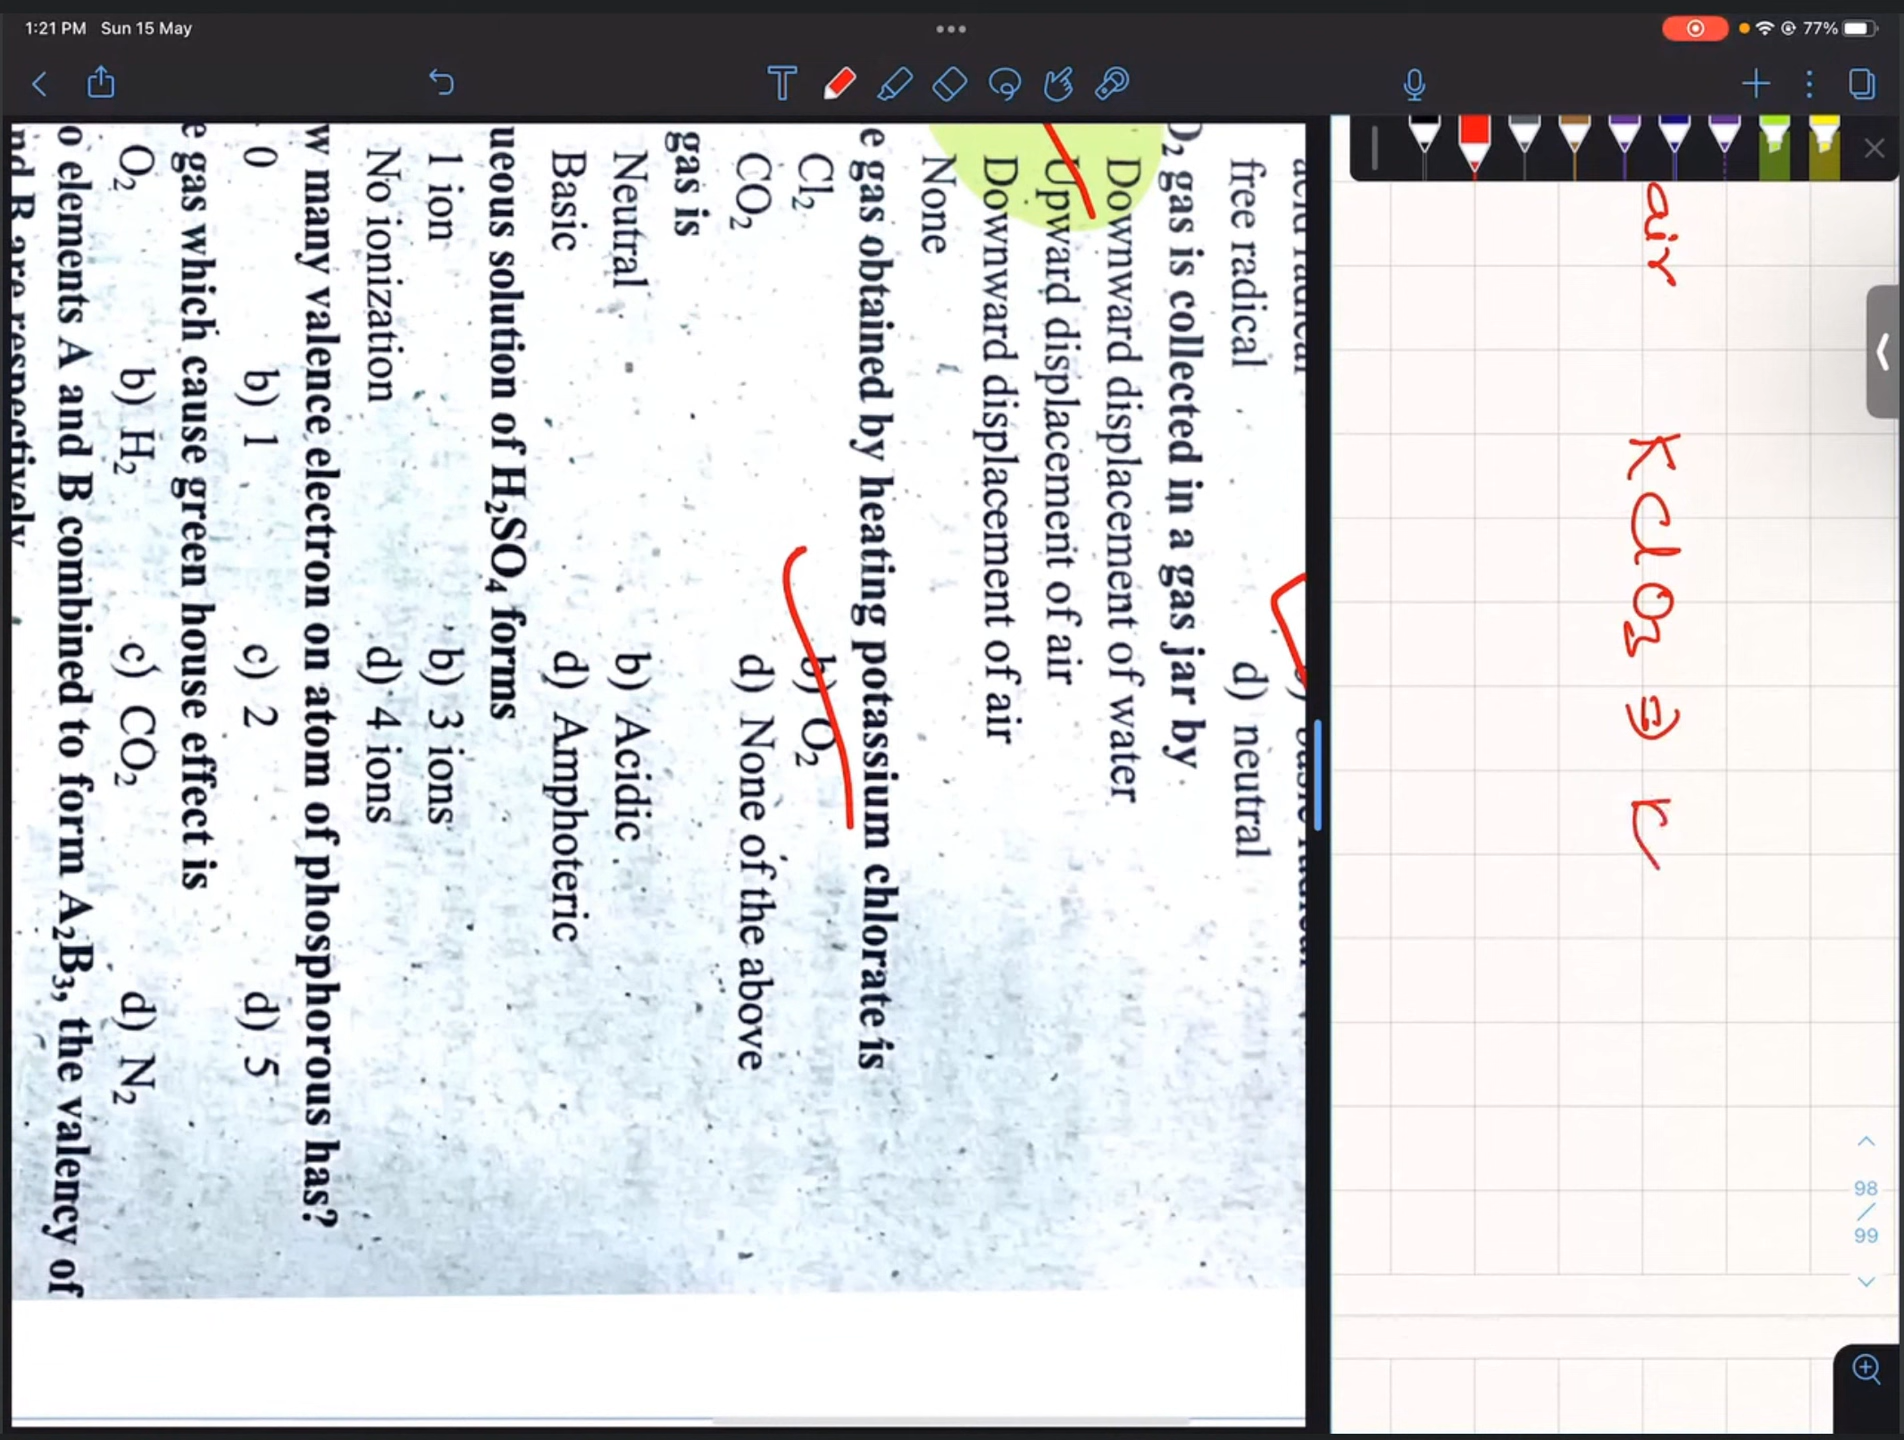 1:21 PM Sun 15 May
77%
T
free radical d) neutral
O₂ gas is collected in a gas jar by
Downward displacement of water
Upward displacement of air
Downward displacement of air
None
e gas obtained by heating potassium chlorate is
Cl₂ b) O₂
CO₂ d) None of the above
gas is
Neutral b) Acidic
Basic d) Amphoteric
ueous solution of H₂SO₄ forms
1 ion b) 3 ions
No ionization d) 4 ions
w many valence electron on atom of phosphorous has?
0 b) 1 c) 2 d) 5
e gas which cause green house effect is
O₂ b) H₂ c) CO₂ d) N₂
o elements A and B combined to form A₂B₃, the valency of
nd B are respectively
air
KClO₃ ⇒ K
98
/
99